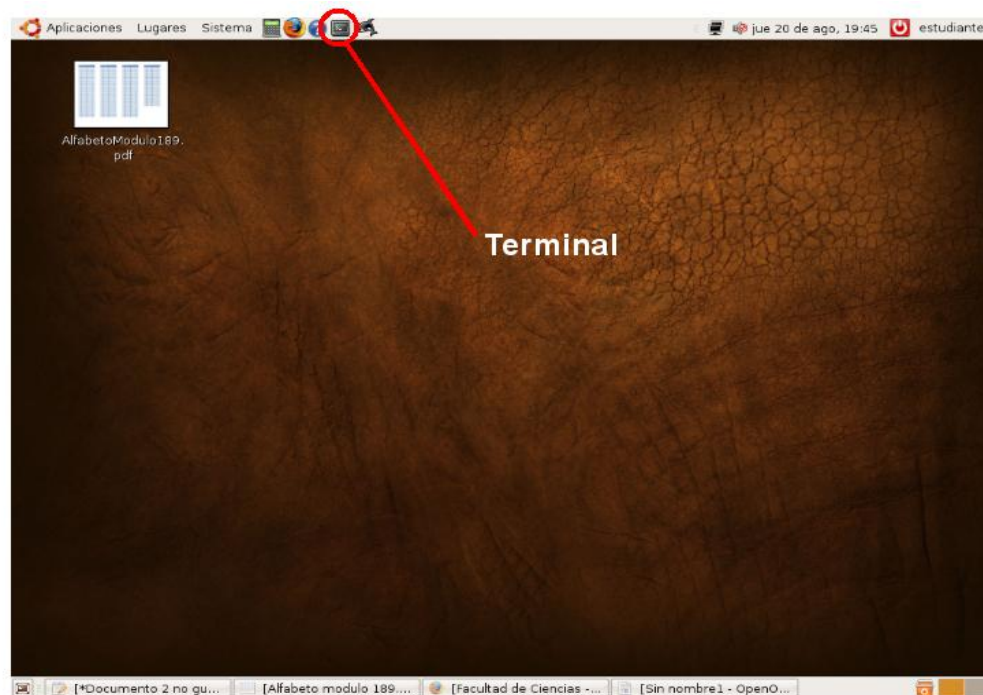 Aplicaciones Lugares Sistema jue 20 de ago, 19:45 estudiante
AlfabetoModulo189.
pdf
Terminal
[*Documento 2 no gu... [Alfabeto modulo 189.... [Facultad de Ciencias -... [Sin nombre1 - OpenO...